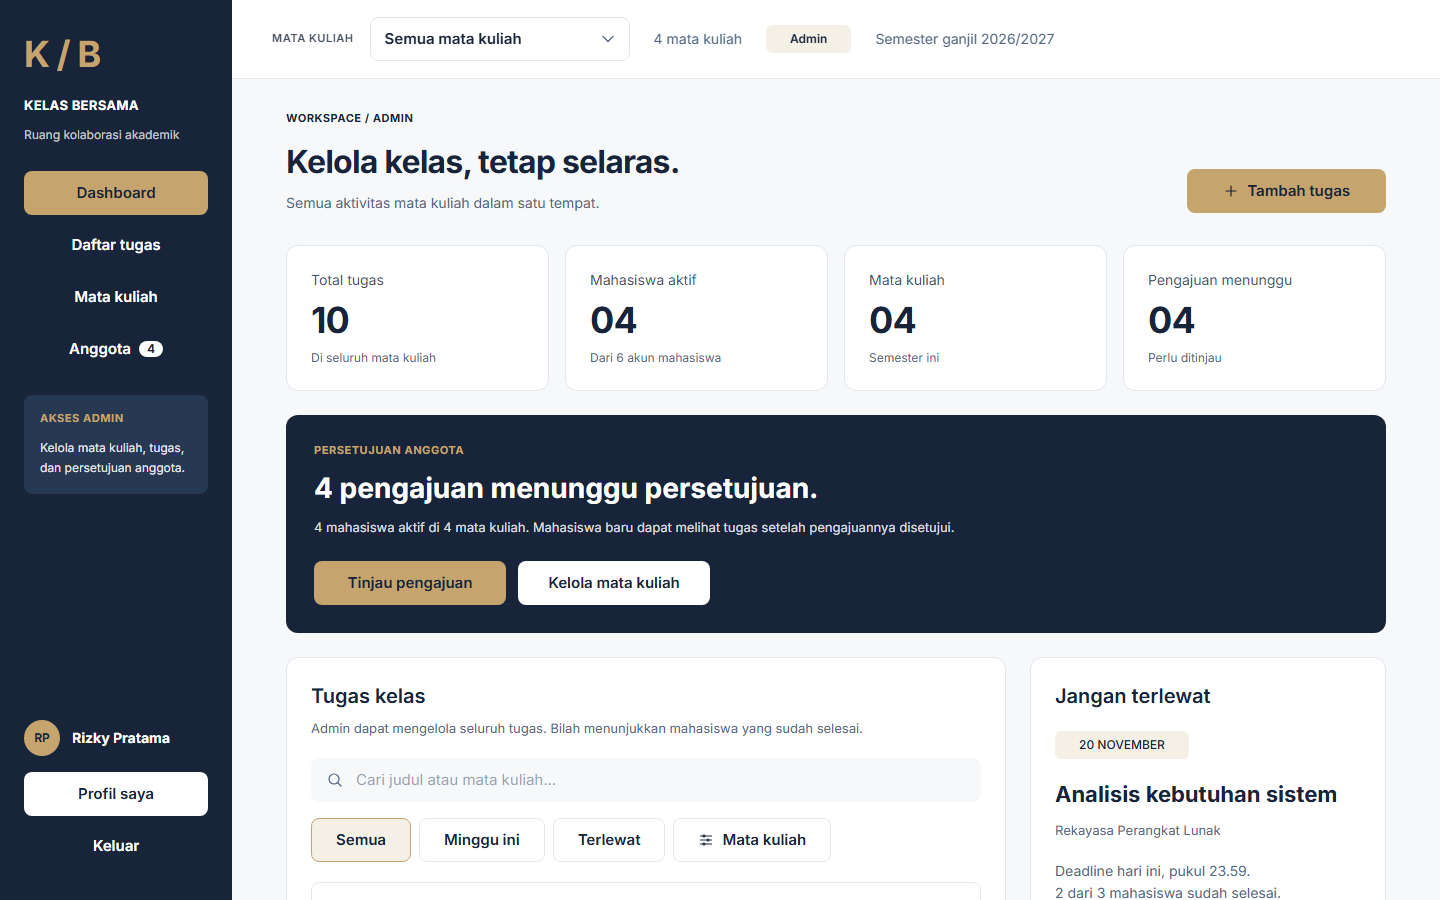 K / B
KELAS BERSAMA
Ruang kolaborasi akademik
Dashboard
Daftar tugas
Mata kuliah
Anggota 4
AKSES ADMIN
Kelola mata kuliah, tugas,
dan persetujuan anggota.
RP Rizky Pratama
Profil saya
Keluar
MATA KULIAH Semua mata kuliah 4 mata kuliah Admin Semester ganjil 2026/2027
WORKSPACE / ADMIN
Kelola kelas, tetap selaras.
Semua aktivitas mata kuliah dalam satu tempat.
Tambah tugas
Total tugas
10
Di seluruh mata kuliah
Mahasiswa aktif
04
Dari 6 akun mahasiswa
Mata kuliah
04
Semester ini
Pengajuan menunggu
04
Perlu ditinjau
PERSETUJUAN ANGGOTA
4 pengajuan menunggu persetujuan.
4 mahasiswa aktif di 4 mata kuliah. Mahasiswa baru dapat melihat tugas setelah pengajuannya disetujui.
Tinjau pengajuan
Kelola mata kuliah
Tugas kelas
Admin dapat mengelola seluruh tugas. Bilah menunjukkan mahasiswa yang sudah selesai.
Cari judul atau mata kuliah...
Semua
Minggu ini
Terlewat
Mata kuliah
Jangan terlewat
20 NOVEMBER
Analisis kebutuhan sistem
Rekayasa Perangkat Lunak
Deadline hari ini, pukul 23.59.
2 dari 3 mahasiswa sudah selesai.